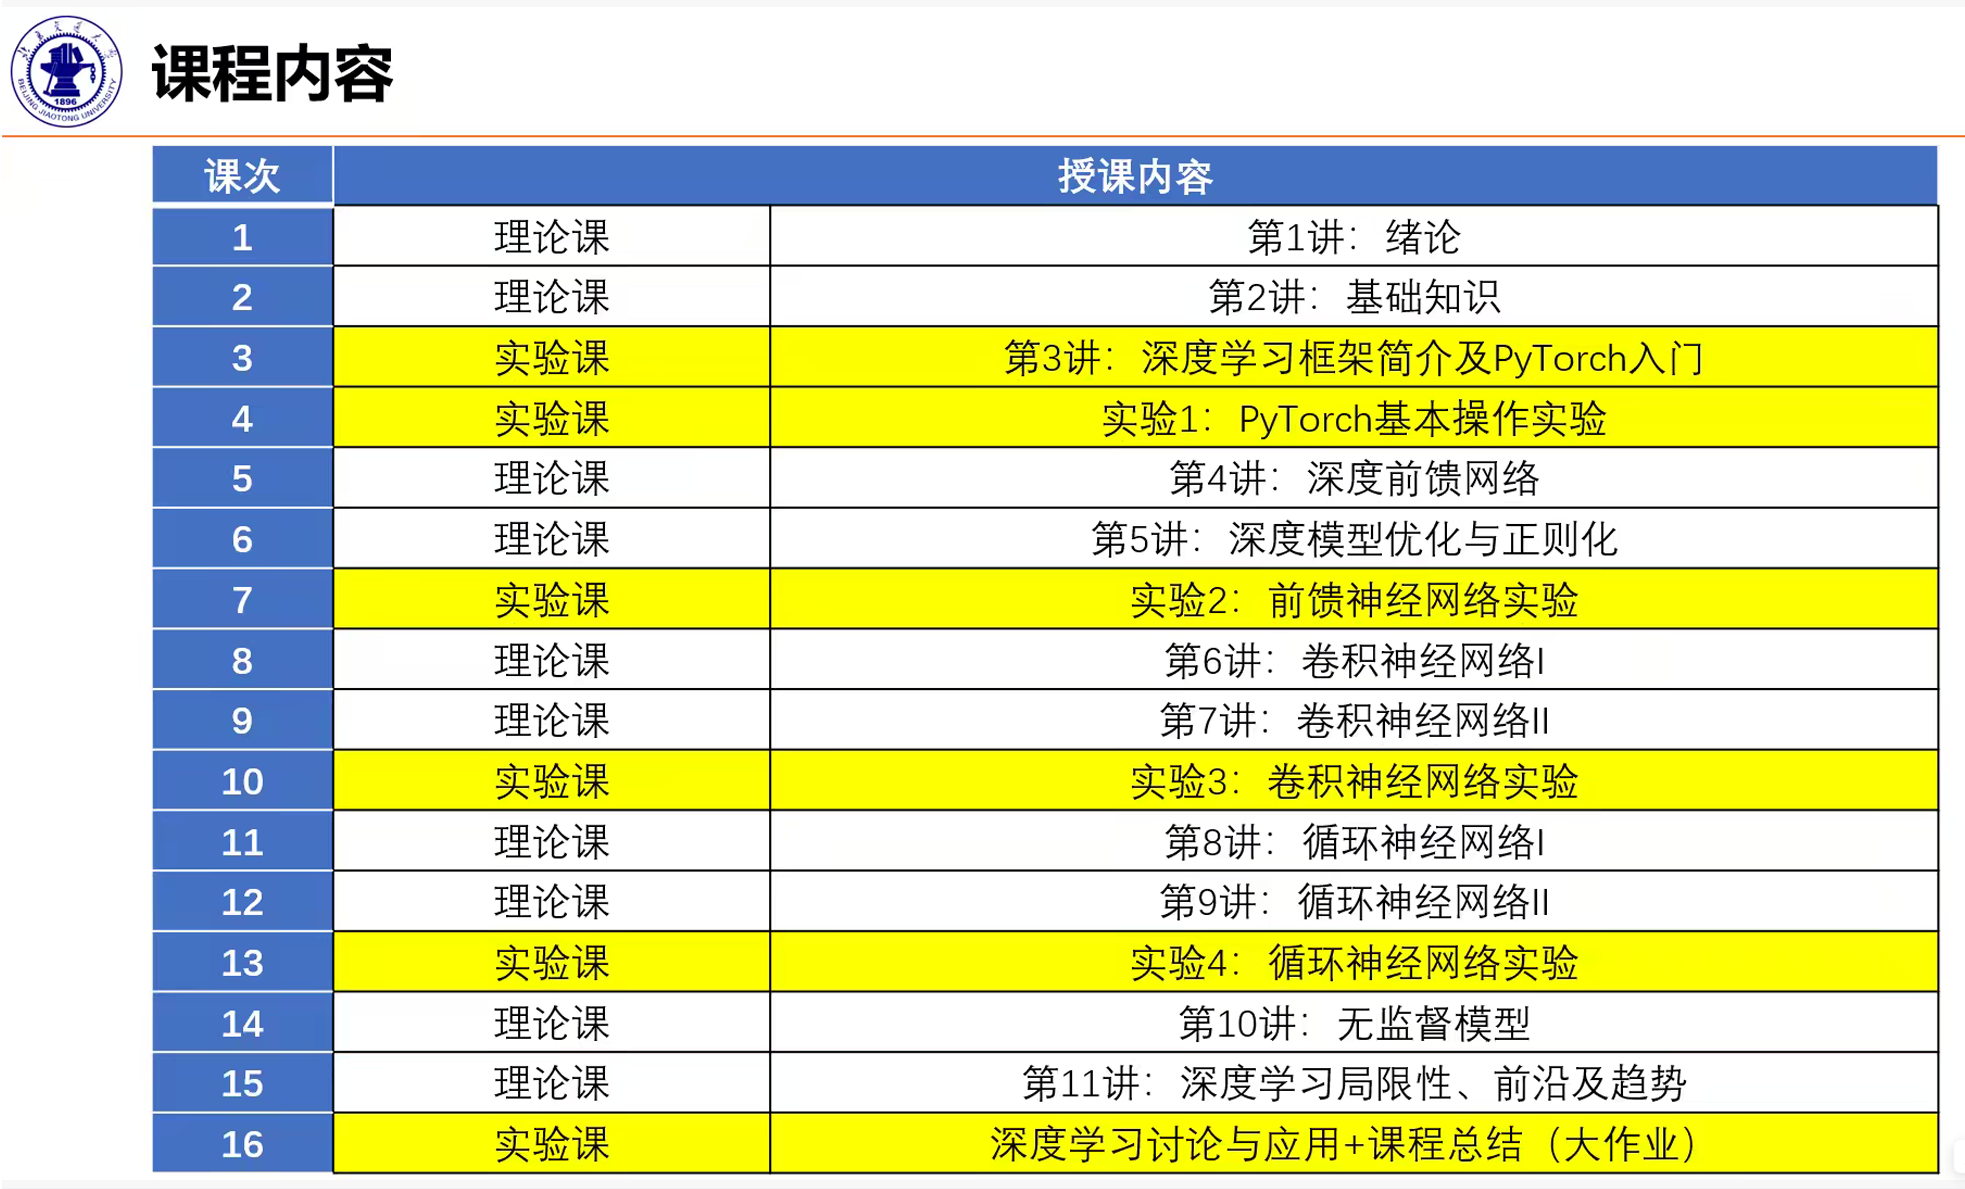 北京交通大学
1896
BEIJING JIAOTONG UNIVERSITY
课程内容
课次 授课内容
1 理论课 第1讲：绪论
2 理论课 第2讲：基础知识
3 实验课 第3讲：深度学习框架简介及PyTorch入门
4 实验课 实验1：PyTorch基本操作实验
5 理论课 第4讲：深度前馈网络
6 理论课 第5讲：深度模型优化与正则化
7 实验课 实验2：前馈神经网络实验
8 理论课 第6讲：卷积神经网络I
9 理论课 第7讲：卷积神经网络II
10 实验课 实验3：卷积神经网络实验
11 理论课 第8讲：循环神经网络I
12 理论课 第9讲：循环神经网络II
13 实验课 实验4：循环神经网络实验
14 理论课 第10讲：无监督模型
15 理论课 第11讲：深度学习局限性、前沿及趋势
16 实验课 深度学习讨论与应用+课程总结（大作业）